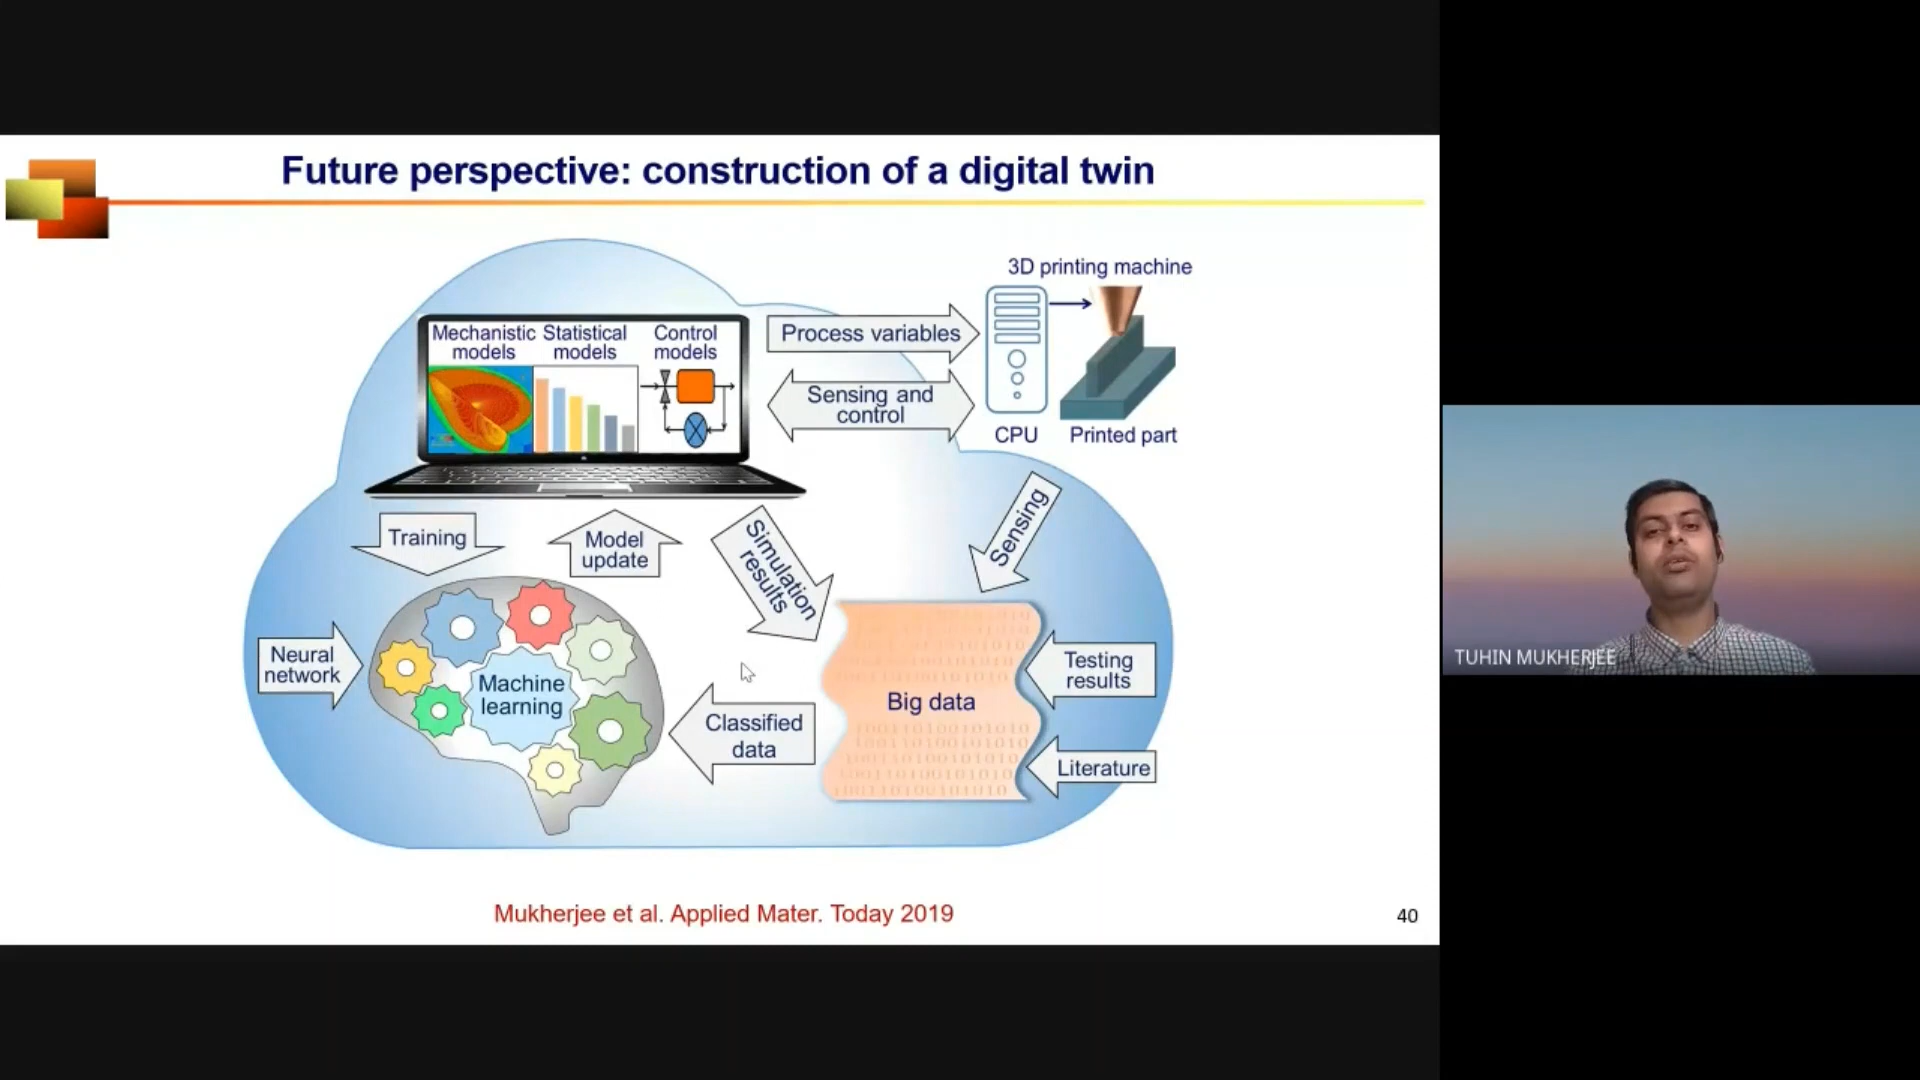 Future perspective: construction of a digital twin
3D printing machine
Mechanistic models
Statistical models
Control models
Process variables
Sensing and control
CPU
Printed part
Training
Model update
Simulation results
Sensing
Neural network
Machine learning
Classified data
Big data
Testing results
Literature
Mukherjee et al. Applied Mater. Today 2019
40
TUHIN MUKHERJEE